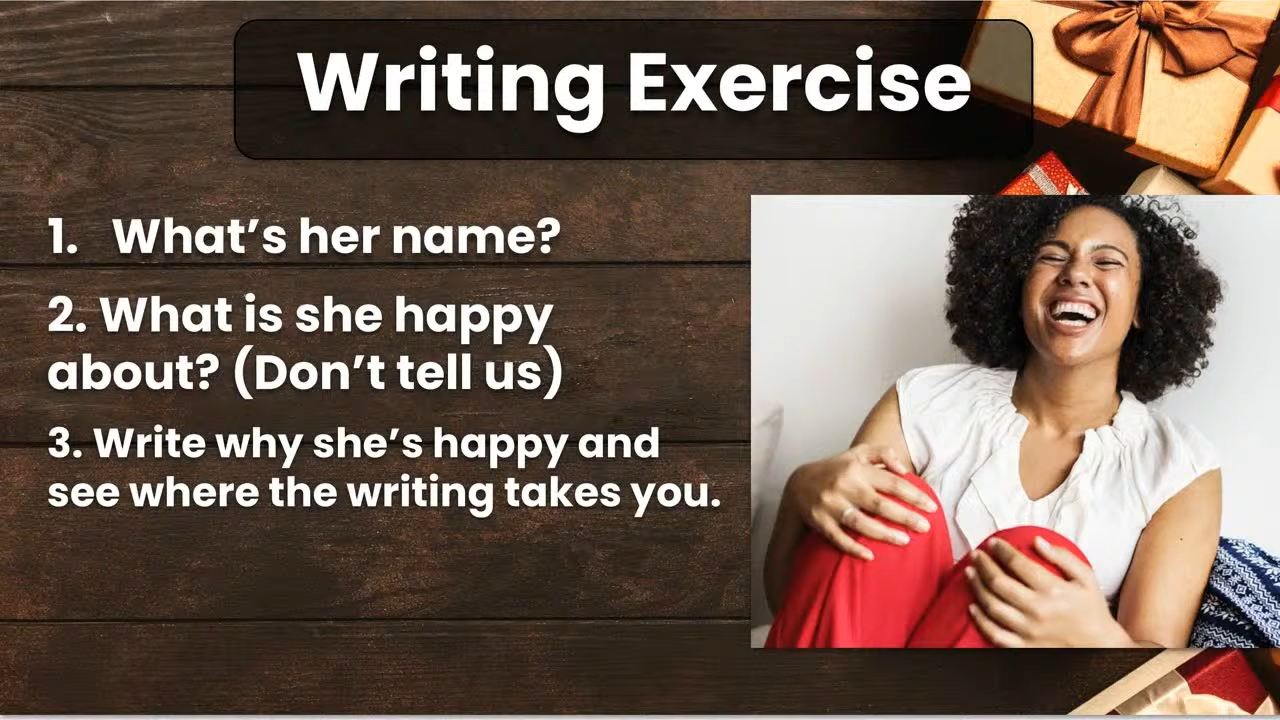 Writing Exercise
1. What’s her name?
2. What is she happy
about? (Don’t tell us)
3. Write why she’s happy and
see where the writing takes you.